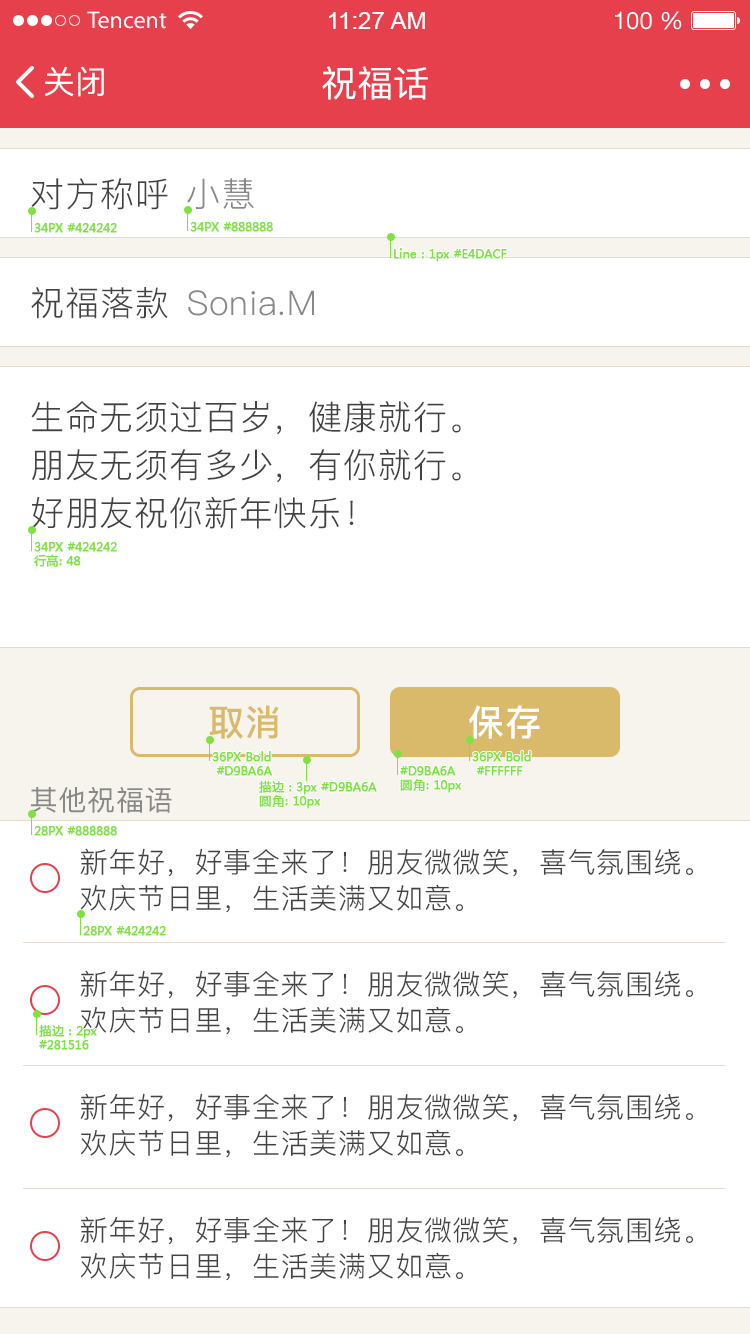 Tencent 11:27 AM 100 %
关闭 祝福话
对方称呼 小慧
34PX #424242 34PX #888888
Line : 1px #E4DACF
祝福落款 Sonia.M
生命无须过百岁，健康就行。
朋友无须有多少，有你就行。
好朋友祝你新年快乐！
34PX #424242
行高: 48
取消 保存
36PX Bold
#D9BA6A
描边 : 3px #D9BA6A
圆角: 10px
#D9BA6A
圆角: 10px
36PX Bold
#FFFFFF
其他祝福语
28PX #888888
新年好，好事全来了！朋友微微笑，喜气氛围绕。
欢庆节日里，生活美满又如意。
28PX #424242
新年好，好事全来了！朋友微微笑，喜气氛围绕。
欢庆节日里，生活美满又如意。
描边 : 2px
#281516
新年好，好事全来了！朋友微微笑，喜气氛围绕。
欢庆节日里，生活美满又如意。
新年好，好事全来了！朋友微微笑，喜气氛围绕。
欢庆节日里，生活美满又如意。